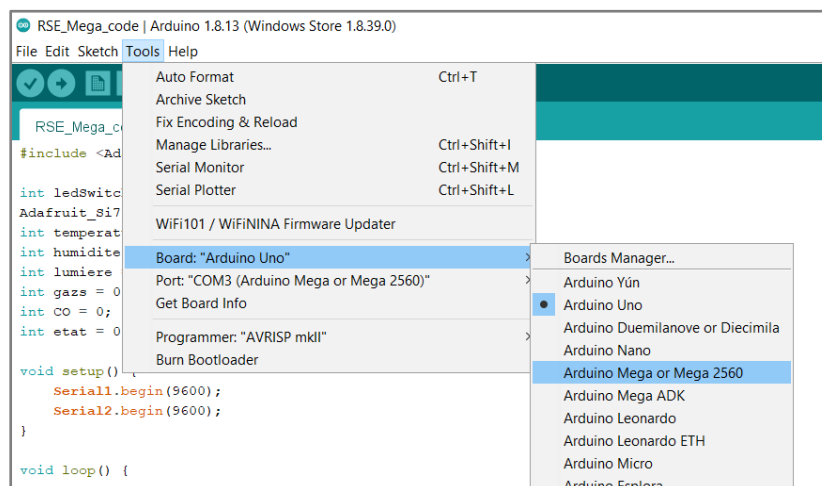 RSE_Mega_code | Arduino 1.8.13 (Windows Store 1.8.39.0)
File Edit Sketch Tools Help
RSE_Mega_co
Auto Format Ctrl+T
Archive Sketch
Fix Encoding & Reload
Manage Libraries... Ctrl+Shift+I
Serial Monitor Ctrl+Shift+M
Serial Plotter Ctrl+Shift+L
WiFi101 / WiFiNINA Firmware Updater
Board: "Arduino Uno"
Port: "COM3 (Arduino Mega or Mega 2560)"
Get Board Info
Programmer: "AVRISP mkII"
Burn Bootloader
Boards Manager...
Arduino Yún
Arduino Uno
Arduino Duemilanove or Diecimila
Arduino Nano
Arduino Mega or Mega 2560
Arduino Mega ADK
Arduino Leonardo
Arduino Leonardo ETH
Arduino Micro
Arduino Esplora
#include <Ad
int ledSwitc
Adafruit_Si7
int temperat
int humidite
int lumiere
int gazs = 0
int CO = 0;
int etat = 0
void setup() {
Serial1.begin(9600);
Serial2.begin(9600);
}
void loop() {